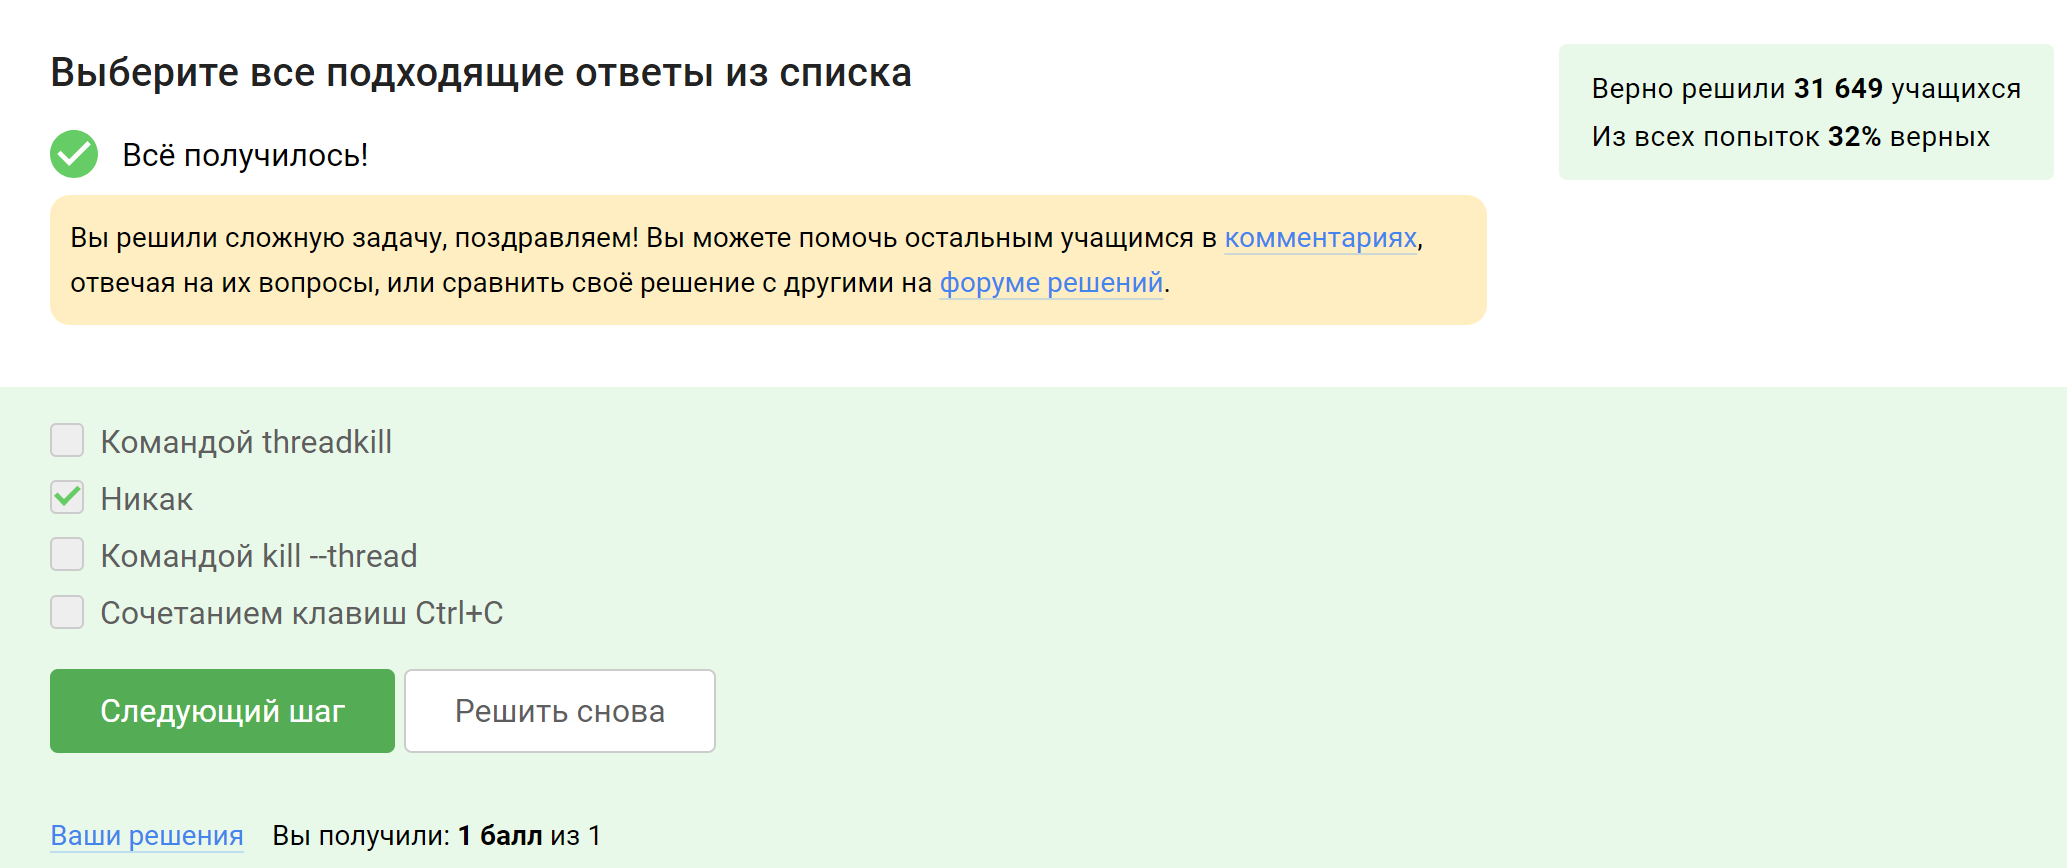 Выберите все подходящие ответы из списка
Верно решили 31 649 учащихся
Из всех попыток 32% верных
Всё получилось!
Вы решили сложную задачу, поздравляем! Вы можете помочь остальным учащимся в комментариях,
отвечая на их вопросы, или сравнить своё решение с другими на форуме решений.
Командой threadkill
Никак
Командой kill --thread
Сочетанием клавиш Ctrl+C
Следующий шаг
Решить снова
Ваши решения
Вы получили: 1 балл из 1